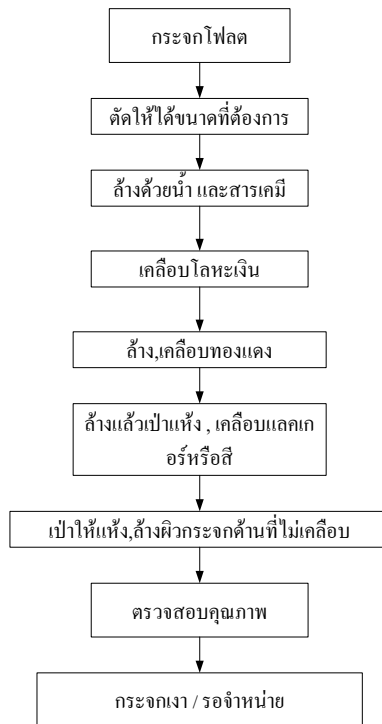 กระจกโฟลต
ตัดให้ได้ขนาดที่ต้องการ
ล้างด้วยน้ำ และสารเคมี
เคลือบโลหะเงิน
ล้าง,เคลือบทองแดง
ล้างแล้วเป่าแห้ง , เคลือบแลคเก
อร์หรือสี
เป่าให้แห้ง,ล้างผิวกระจกด้านที่ไม่เคลือบ
ตรวจสอบคุณภาพ
กระจกเงา / รอจำหน่าย